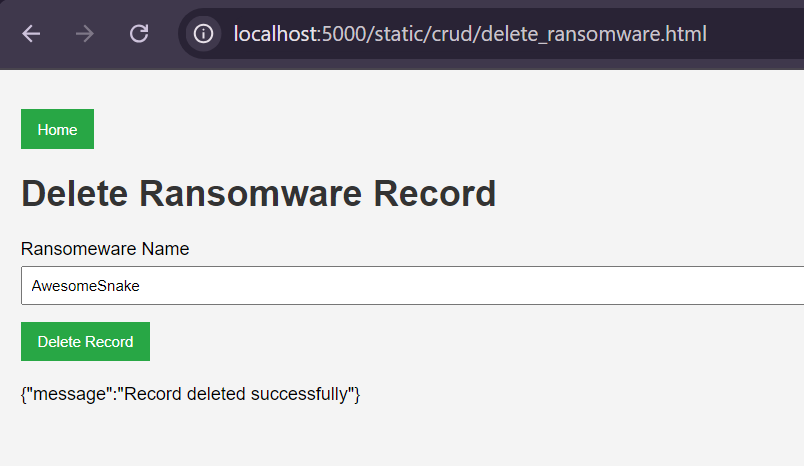 localhost:5000/static/crud/delete_ransomware.html
Home
Delete Ransomware Record
Ransomeware Name
AwesomeSnake
Delete Record
{"message":"Record deleted successfully"}